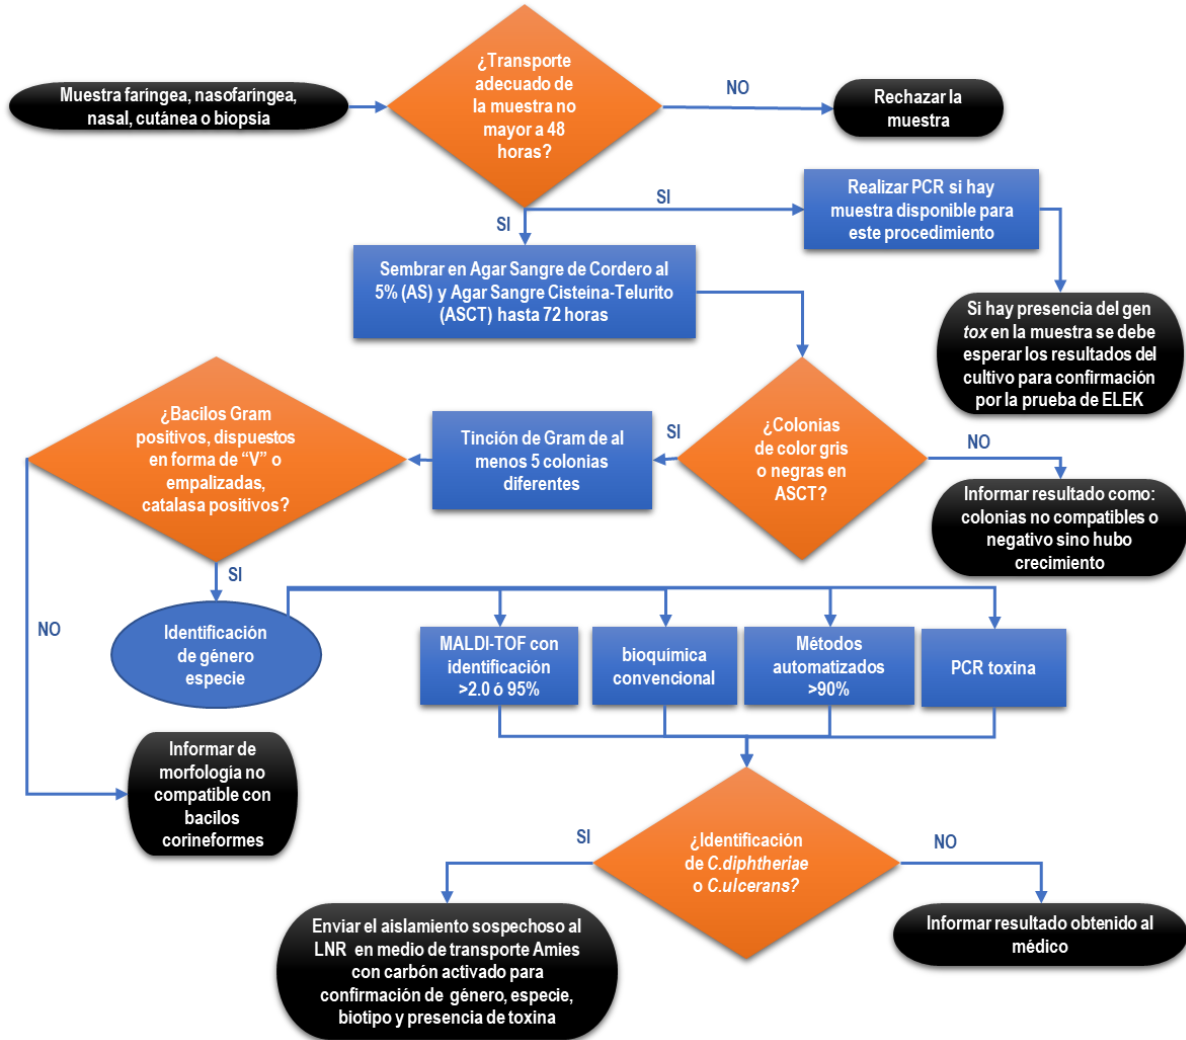 Muestra faríngea, nasofaríngea,
nasal, cutánea o biopsia
¿Transporte
adecuado de
la muestra no
mayor a 48
horas?
NO
Rechazar la
muestra
SI
SI
Realizar PCR si hay
muestra disponible para
este procedimiento
Sembrar en Agar Sangre de Cordero al
5% (AS) y Agar Sangre Cisteína-Telurito
(ASCT) hasta 72 horas
Si hay presencia del gen
tox en la muestra se debe
esperar los resultados del
cultivo para confirmación
por la prueba de ELEK
¿Colonias
de color gris
o negras en
ASCT?
NO
Informar resultado como:
colonias no compatibles o
negativo sino hubo
crecimiento
SI
Tinción de Gram de al
menos 5 colonias
diferentes
¿Bacilos Gram
positivos, dispuestos
en forma de “V” o
empalizadas,
catalasa positivos?
SI
NO
Identificación
de género
especie
Informar de
morfología no
compatible con
bacilos
corineformes
MALDI-TOF con
identificación
>2.0 ó 95%
bioquímica
convencional
Métodos
automatizados
>90%
PCR toxina
¿Identificación
de C.diphtheriae
o C.ulcerans?
SI
NO
Enviar el aislamiento sospechoso al
LNR en medio de transporte Amies
con carbón activado para
confirmación de género, especie,
biotipo y presencia de toxina
Informar resultado obtenido al
médico